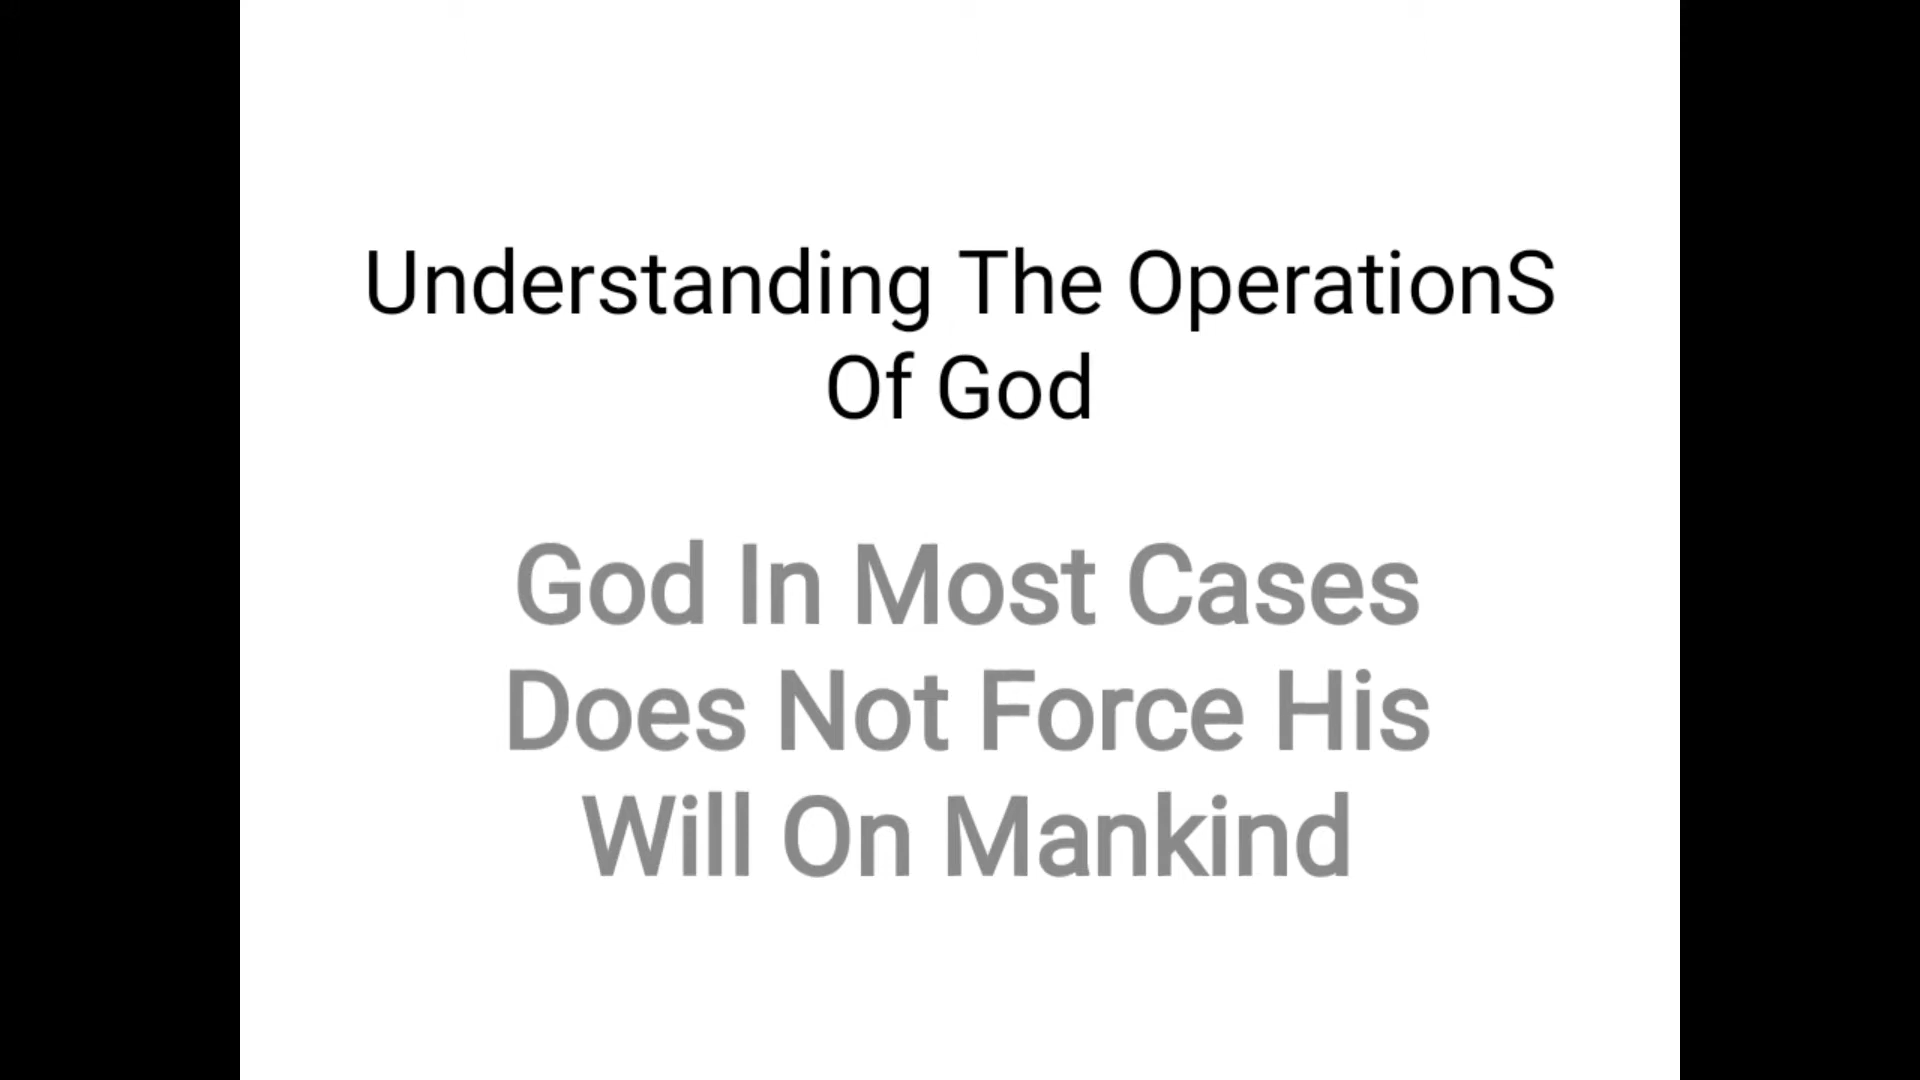 Understanding The OperationS
Of God
God In Most Cases
Does Not Force His
Will On Mankind